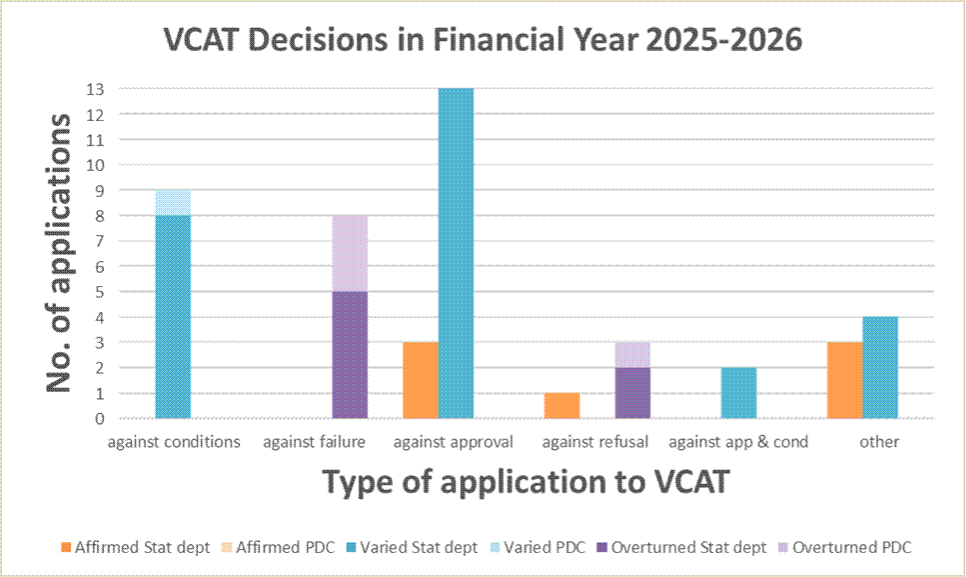 VCAT Decisions in Financial Year 2025-2026
No. of applications
13
12
11
10
9
8
7
6
5
4
3
2
1
0
against conditions against failure against approval against refusal against app & cond other
Type of application to VCAT
Affirmed Stat dept Affirmed PDC Varied Stat dept Varied PDC Overturned Stat dept Overturned PDC